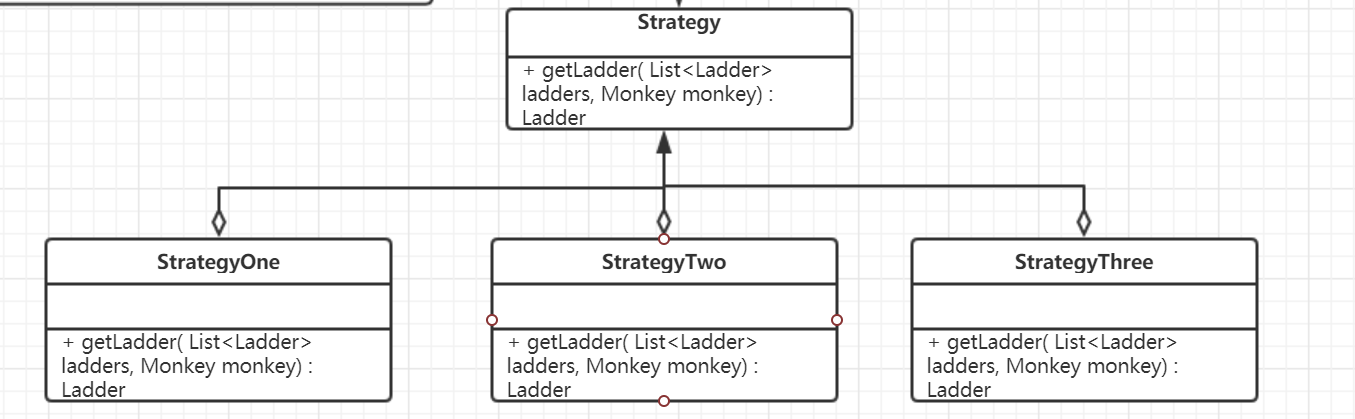 Strategy
+ getLadder( List<Ladder>
ladders, Monkey monkey) :
Ladder
StrategyOne
+ getLadder( List<Ladder>
ladders, Monkey monkey) :
Ladder
StrategyTwo
+ getLadder( List<Ladder>
ladders, Monkey monkey) :
Ladder
StrategyThree
+ getLadder( List<Ladder>
ladders, Monkey monkey) :
Ladder